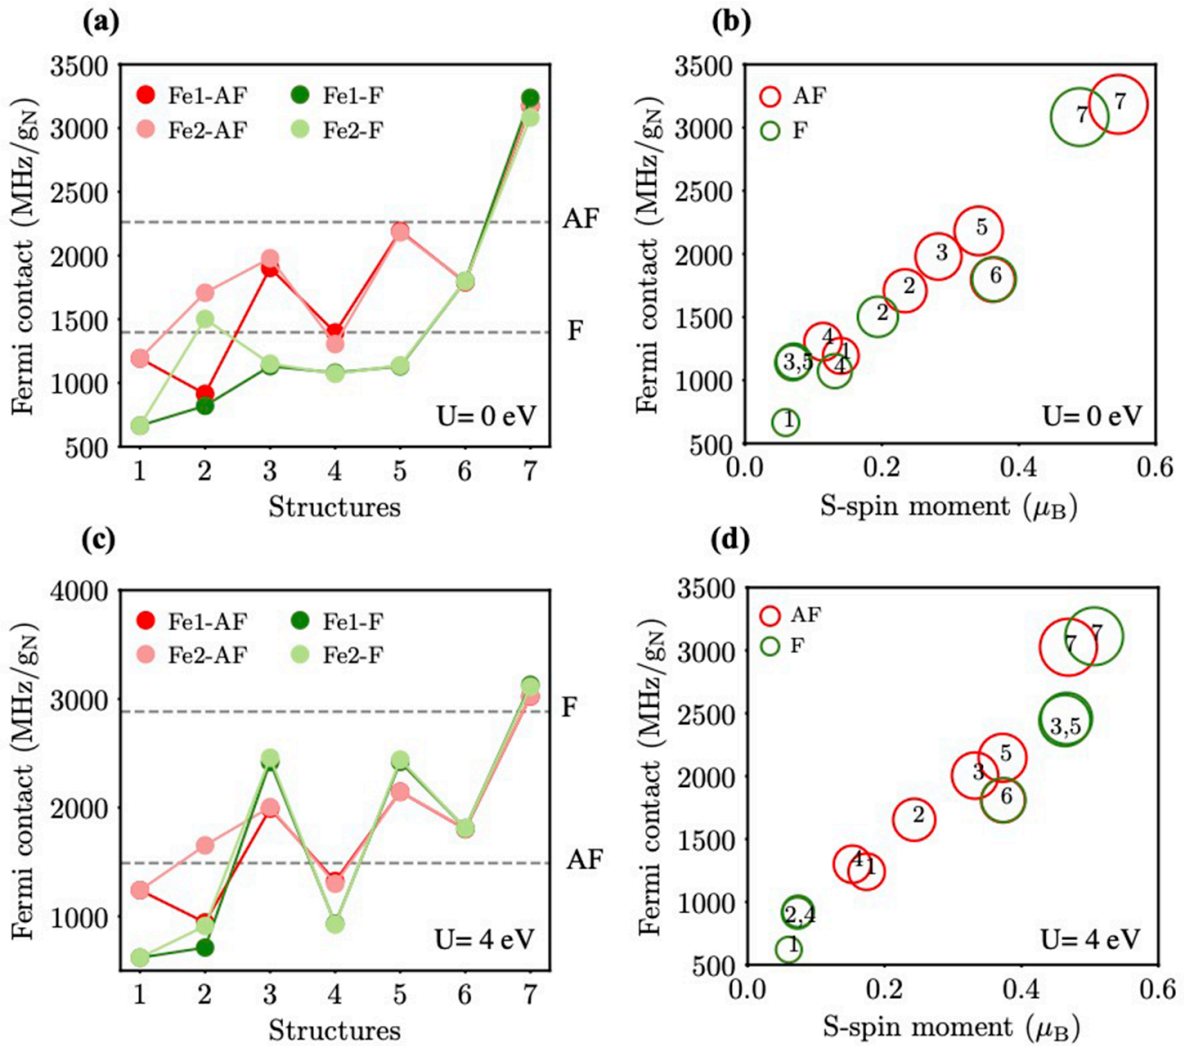 (a)
3500
3000
2500
2000
1500
1000
500
Fermi contact (MHz/gN)
Fe1-AF
Fe2-AF
Fe1-F
Fe2-F
AF
F
U= 0 eV
1 2 3 4 5 6 7
Structures
(b)
3500
3000
2500
2000
1500
1000
500
Fermi contact (MHz/gN)
AF
F
7
7
5
3
6
2
2
4
1
3,5
4
1
U= 0 eV
0.0 0.2 0.4 0.6
S-spin moment (μB)
(c)
4000
3000
2000
1000
Fermi contact (MHz/gN)
Fe1-AF
Fe2-AF
Fe1-F
Fe2-F
F
AF
U= 4 eV
1 2 3 4 5 6 7
Structures
(d)
3500
3000
2500
2000
1500
1000
500
Fermi contact (MHz/gN)
AF
F
7
7
3,5
5
3
6
2
4
1
2,4
1
U= 4 eV
0.0 0.2 0.4 0.6
S-spin moment (μB)